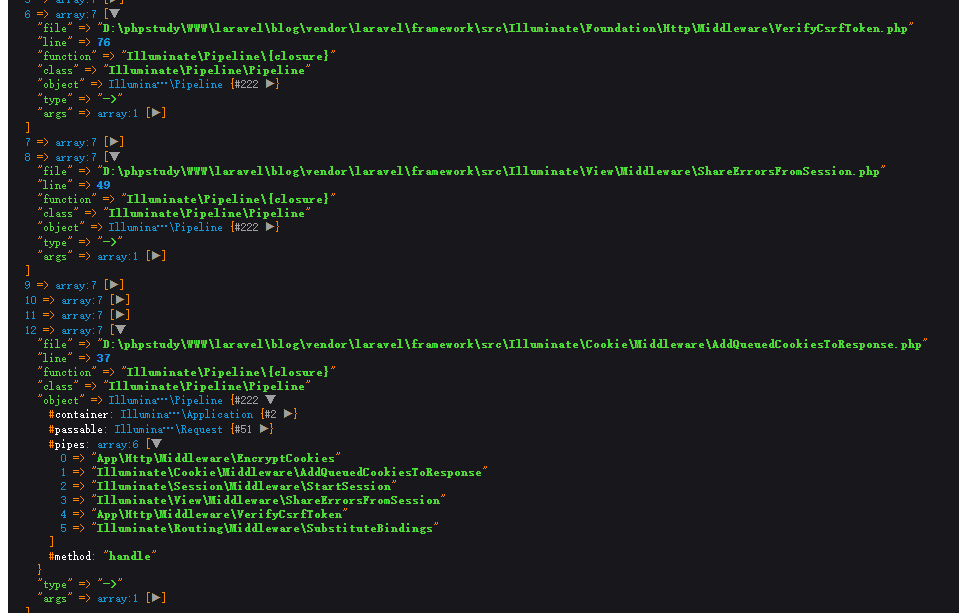 6 => array:7 [▼
"file" => "D:\phpstudy\WWW\laravel\blog\vendor\laravel\framework\src\Illuminate\Foundation\Http\Middleware\VerifyCsrfToken.php"
"line" => 76
"function" => "Illuminate\Pipeline\{closure}"
"class" => "Illuminate\Pipeline\Pipeline"
"object" => Illumina…\Pipeline {#222 ▶}
"type" => "->"
"args" => array:1 [▶]
]
7 => array:7 [▶]
8 => array:7 [▼
"file" => "D:\phpstudy\WWW\laravel\blog\vendor\laravel\framework\src\Illuminate\View\Middleware\ShareErrorsFromSession.php"
"line" => 49
"function" => "Illuminate\Pipeline\{closure}"
"class" => "Illuminate\Pipeline\Pipeline"
"object" => Illumina…\Pipeline {#222 ▶}
"type" => "->"
"args" => array:1 [▶]
]
9 => array:7 [▶]
10 => array:7 [▶]
11 => array:7 [▶]
12 => array:7 [▼
"file" => "D:\phpstudy\WWW\laravel\blog\vendor\laravel\framework\src\Illuminate\Cookie\Middleware\AddQueuedCookiesToResponse.php"
"line" => 37
"function" => "Illuminate\Pipeline\{closure}"
"class" => "Illuminate\Pipeline\Pipeline"
"object" => Illumina…\Pipeline {#222 ▼
#container: Illumina…\Application {#2 ▶}
#passable: Illumina…\Request {#51 ▶}
#pipes: array:6 [▼
0 => "App\Http\Middleware\EncryptCookies"
1 => "Illuminate\Cookie\Middleware\AddQueuedCookiesToResponse"
2 => "Illuminate\Session\Middleware\StartSession"
3 => "Illuminate\View\Middleware\ShareErrorsFromSession"
4 => "App\Http\Middleware\VerifyCsrfToken"
5 => "Illuminate\Routing\Middleware\SubstituteBindings"
]
#method: "handle"
}
"type" => "->"
"args" => array:1 [▶]